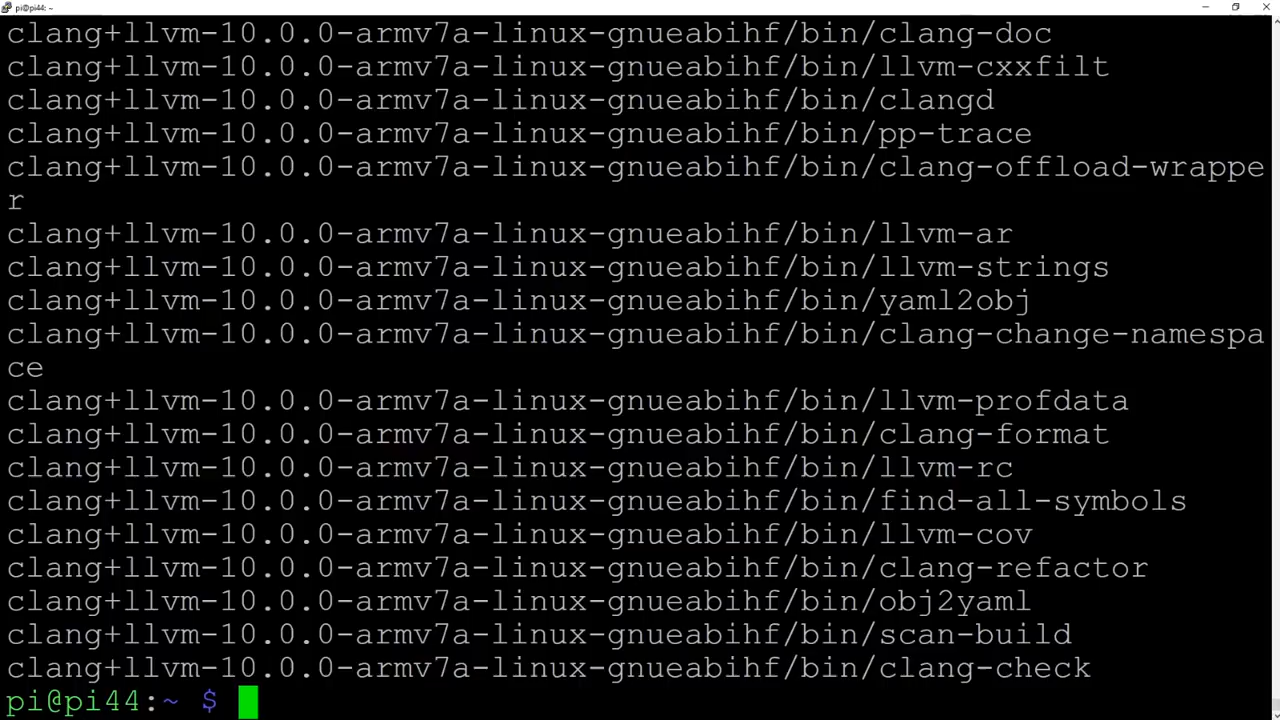 pi@pi44: ~
clang+llvm-10.0.0-armv7a-linux-gnueabihf/bin/clang-doc
clang+llvm-10.0.0-armv7a-linux-gnueabihf/bin/llvm-cxxfilt
clang+llvm-10.0.0-armv7a-linux-gnueabihf/bin/clangd
clang+llvm-10.0.0-armv7a-linux-gnueabihf/bin/pp-trace
clang+llvm-10.0.0-armv7a-linux-gnueabihf/bin/clang-offload-wrappe
r
clang+llvm-10.0.0-armv7a-linux-gnueabihf/bin/llvm-ar
clang+llvm-10.0.0-armv7a-linux-gnueabihf/bin/llvm-strings
clang+llvm-10.0.0-armv7a-linux-gnueabihf/bin/yaml2obj
clang+llvm-10.0.0-armv7a-linux-gnueabihf/bin/clang-change-namespa
ce
clang+llvm-10.0.0-armv7a-linux-gnueabihf/bin/llvm-profdata
clang+llvm-10.0.0-armv7a-linux-gnueabihf/bin/clang-format
clang+llvm-10.0.0-armv7a-linux-gnueabihf/bin/llvm-rc
clang+llvm-10.0.0-armv7a-linux-gnueabihf/bin/find-all-symbols
clang+llvm-10.0.0-armv7a-linux-gnueabihf/bin/llvm-cov
clang+llvm-10.0.0-armv7a-linux-gnueabihf/bin/clang-refactor
clang+llvm-10.0.0-armv7a-linux-gnueabihf/bin/obj2yaml
clang+llvm-10.0.0-armv7a-linux-gnueabihf/bin/scan-build
clang+llvm-10.0.0-armv7a-linux-gnueabihf/bin/clang-check
pi@pi44:~ $